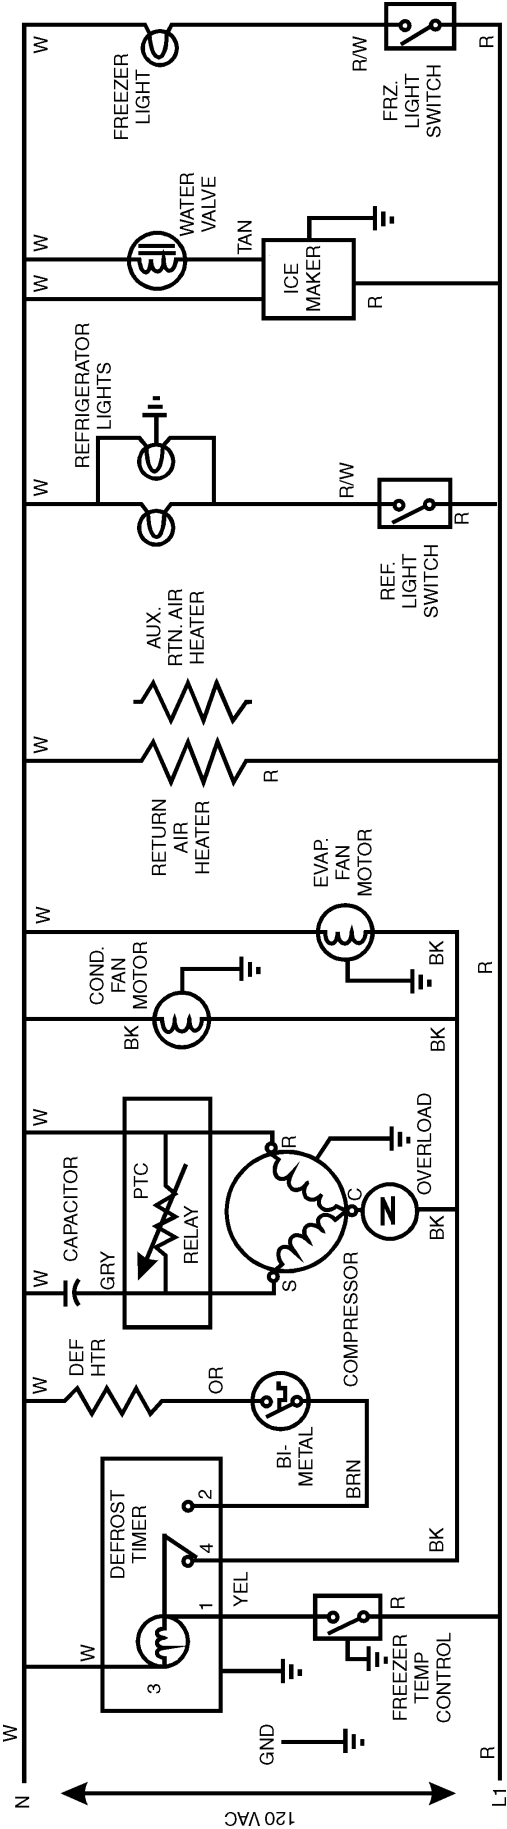 N
120 VAC
L1
W
R
GND
3
W
DEFROST
TIMER
1
4
2
YEL
R
FREEZER
TEMP
CONTROL
BK
W
DEF
HTR
OR
BI-
METAL
BRN
W
CAPACITOR
GRY
PTC
RELAY
W
S
R
C
COMPRESSOR
OVERLOAD
BK
COND.
FAN
MOTOR
BK
BK
W
EVAP.
FAN
MOTOR
BK
R
W
RETURN
AIR
HEATER
R
AUX.
RTN. AIR
HEATER
W
REFRIGERATOR
LIGHTS
R/W
REF.
LIGHT
SWITCH
R
W
W
WATER
VALVE
TAN
ICE
MAKER
R
W
FREEZER
LIGHT
R/W
FRZ.
LIGHT
SWITCH
R